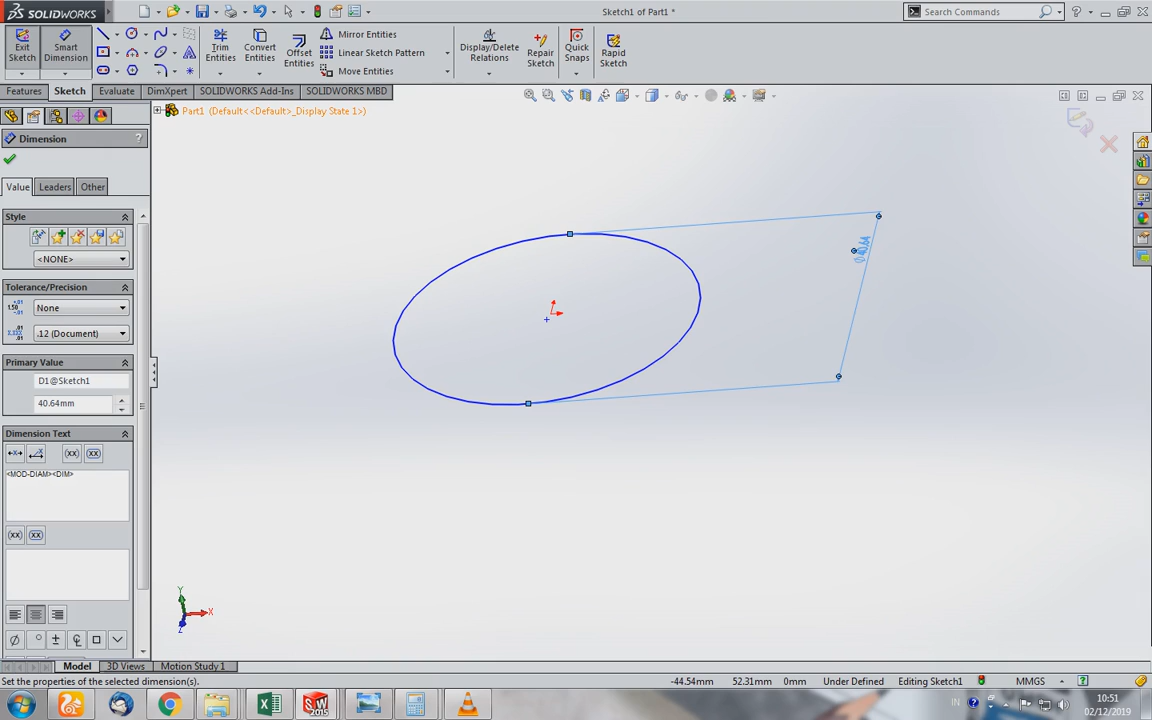 SOLIDWORKS
Sketch1 of Part1 *
Search Commands
Exit Sketch
Smart Dimension
Trim Entities
Convert Entities
Offset Entities
Mirror Entities
Linear Sketch Pattern
Move Entities
Display/Delete Relations
Repair Sketch
Quick Snaps
Rapid Sketch
Features
Sketch
Evaluate
DimXpert
SOLIDWORKS Add-Ins
SOLIDWORKS MBD
Part1 (Default<<Default>_Display State 1>)
Dimension
?
Value
Leaders
Other
Style
<NONE>
Tolerance/Precision
None
.12 (Document)
Primary Value
D1@Sketch1
40.64mm
Dimension Text
(xx)
<MOD-DIAM><DIM>
(xx)
∅40.64
Y
X
Z
Model
3D Views
Motion Study 1
Set the properties of the selected dimension(s).
-44.54mm
52.31mm
0mm
Under Defined
Editing Sketch1
MMGS
IN
10:51
02/12/2019